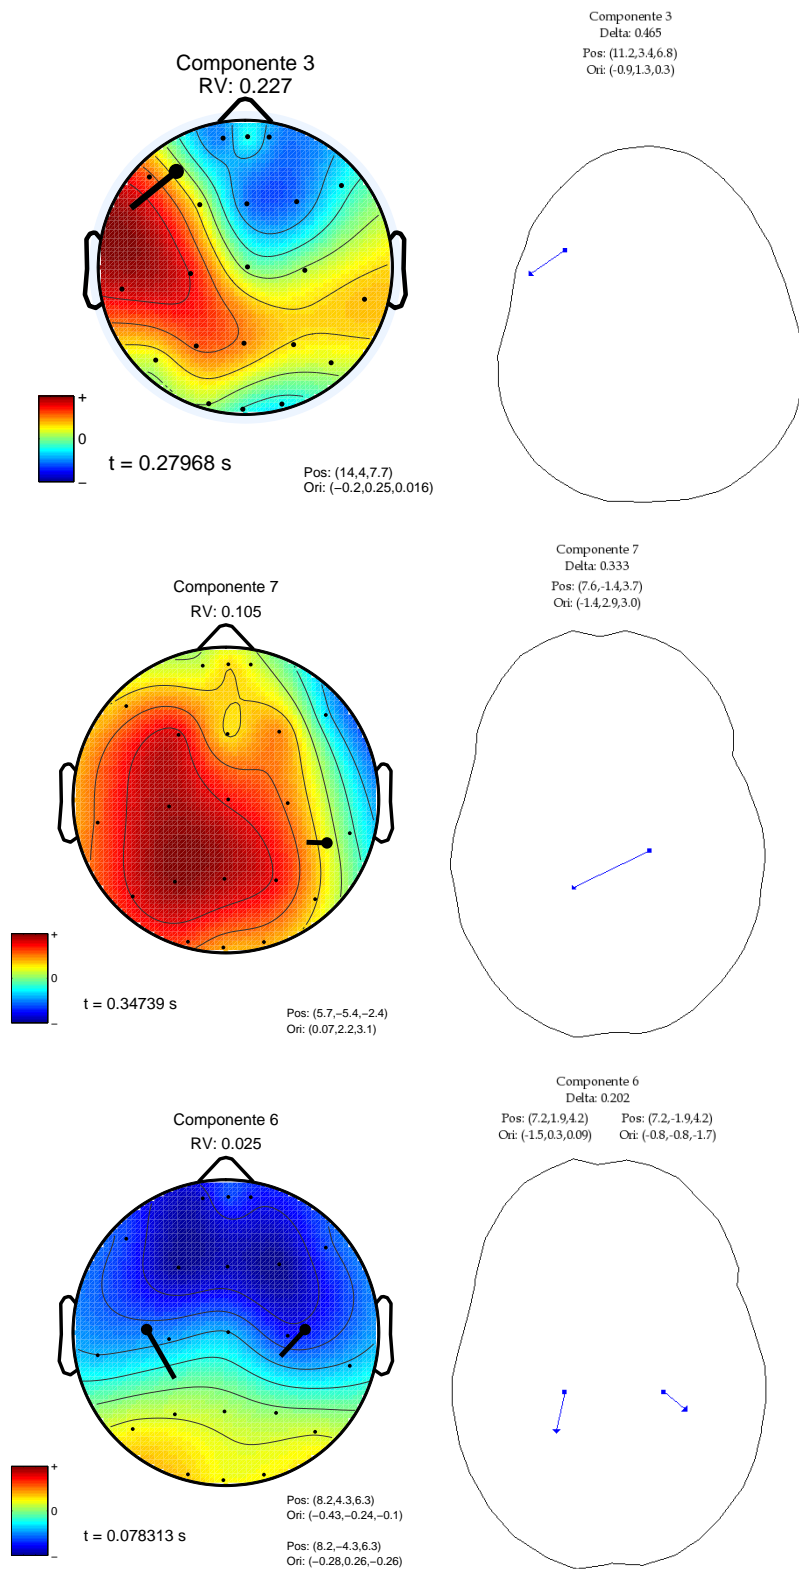 Componente 3
RV: 0.227
+
0
−
t = 0.27968 s
Pos: (14,4,7.7)
Ori: (−0.2,0.25,0.016)
Componente 3
Delta: 0.465
Pos: (11.2,3.4,6.8)
Ori: (-0.9,1.3,0.3)
Componente 7
RV: 0.105
+
0
−
t = 0.34739 s
Pos: (5.7,−5.4,−2.4)
Ori: (0.07,2.2,3.1)
Componente 7
Delta: 0.333
Pos: (7.6,-1.4,3.7)
Ori: (-1.4,2.9,3.0)
Componente 6
RV: 0.025
+
0
−
t = 0.078313 s
Pos: (8.2,4.3,6.3)
Ori: (−0.43,−0.24,−0.1)
Pos: (8.2,−4.3,6.3)
Ori: (−0.28,0.26,−0.26)
Componente 6
Delta: 0.202
Pos: (7.2,1.9,4.2) Pos: (7.2,-1.9,4.2)
Ori: (-1.5,0.3,0.09) Ori: (-0.8,-0.8,-1.7)